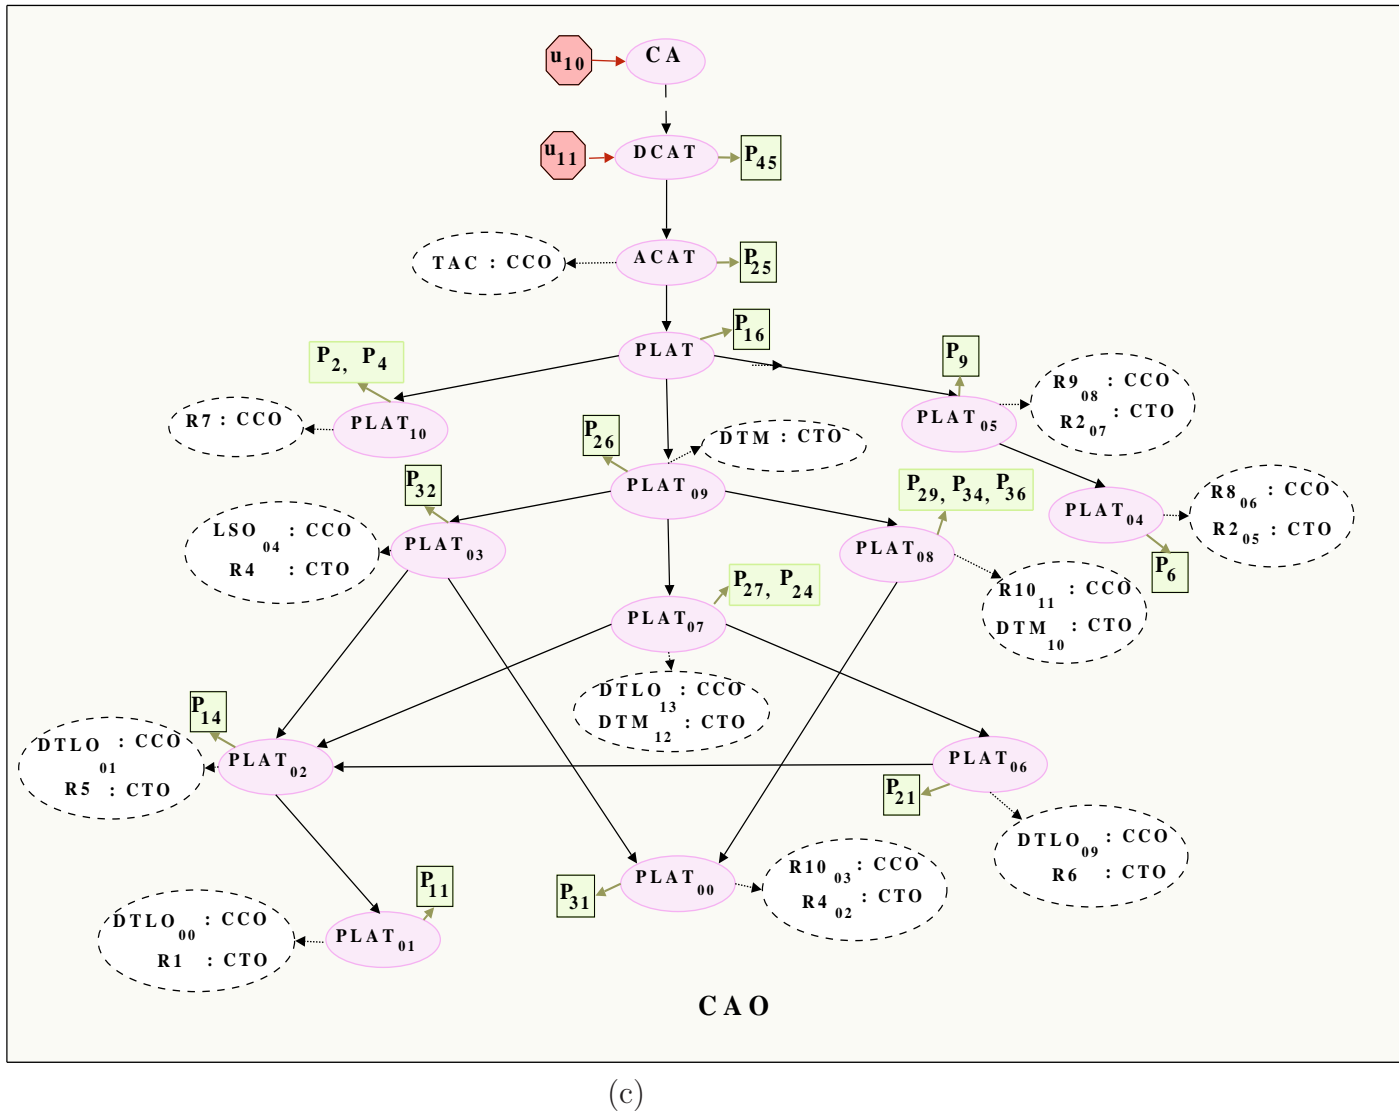 u10 CA
u11 DCAT P45
TAC : CCO ACAT P25
PLAT P16
P2, P4 P9
R7 : CCO PLAT10 PLAT05 R9 08 : CCO
R2 07 : CTO
P26 DTM : CTO
P32 PLAT09 P29, P34, P36
LSO 04 : CCO PLAT03 PLAT08 PLAT04 R8 06 : CCO
R4 : CTO R2 05 : CTO
P6
P27, P24 R10 11 : CCO
PLAT07 DTM 10 : CTO
DTLO 13 : CCO
DTM 12 : CTO
P14
DTLO 01 : CCO PLAT02 PLAT06
R5 : CTO P21
DTLO09 : CCO
R6 : CTO
P11 P31 PLAT00 R10 03 : CCO
R4 02 : CTO
DTLO00 : CCO PLAT01
R1 : CTO
CAO
(c)